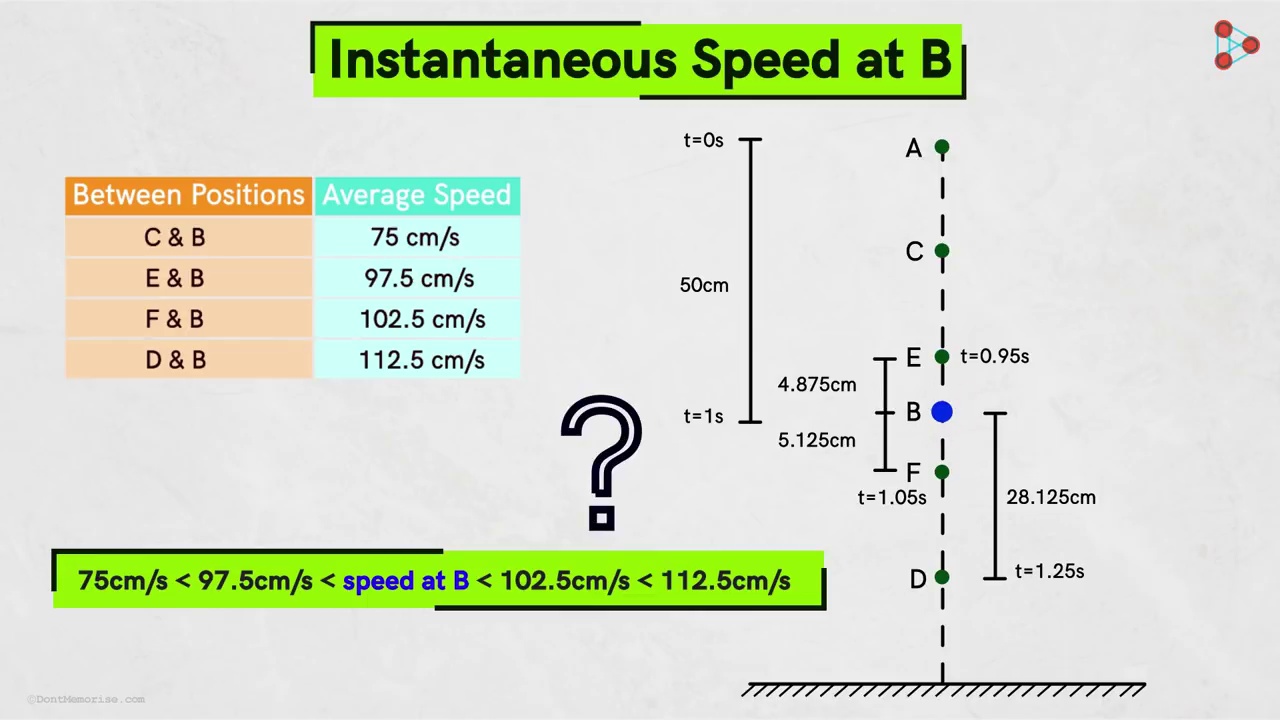 Instantaneous Speed at B
Between Positions Average Speed
C & B 75 cm/s
E & B 97.5 cm/s
F & B 102.5 cm/s
D & B 112.5 cm/s
t=0s
50cm
t=1s
A
C
E t=0.95s
4.875cm
B
5.125cm
F
t=1.05s
28.125cm
D t=1.25s
?
75cm/s < 97.5cm/s < speed at B < 102.5cm/s < 112.5cm/s
©DontMemorise.com